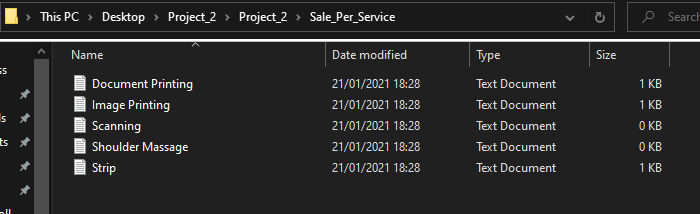 This PC > Desktop > Project_2 > Project_2 > Sale_Per_Service Search
Name Date modified Type Size
Document Printing 21/01/2021 18:28 Text Document 1 KB
Image Printing 21/01/2021 18:28 Text Document 1 KB
Scanning 21/01/2021 18:28 Text Document 0 KB
Shoulder Massage 21/01/2021 18:28 Text Document 0 KB
Strip 21/01/2021 18:28 Text Document 1 KB